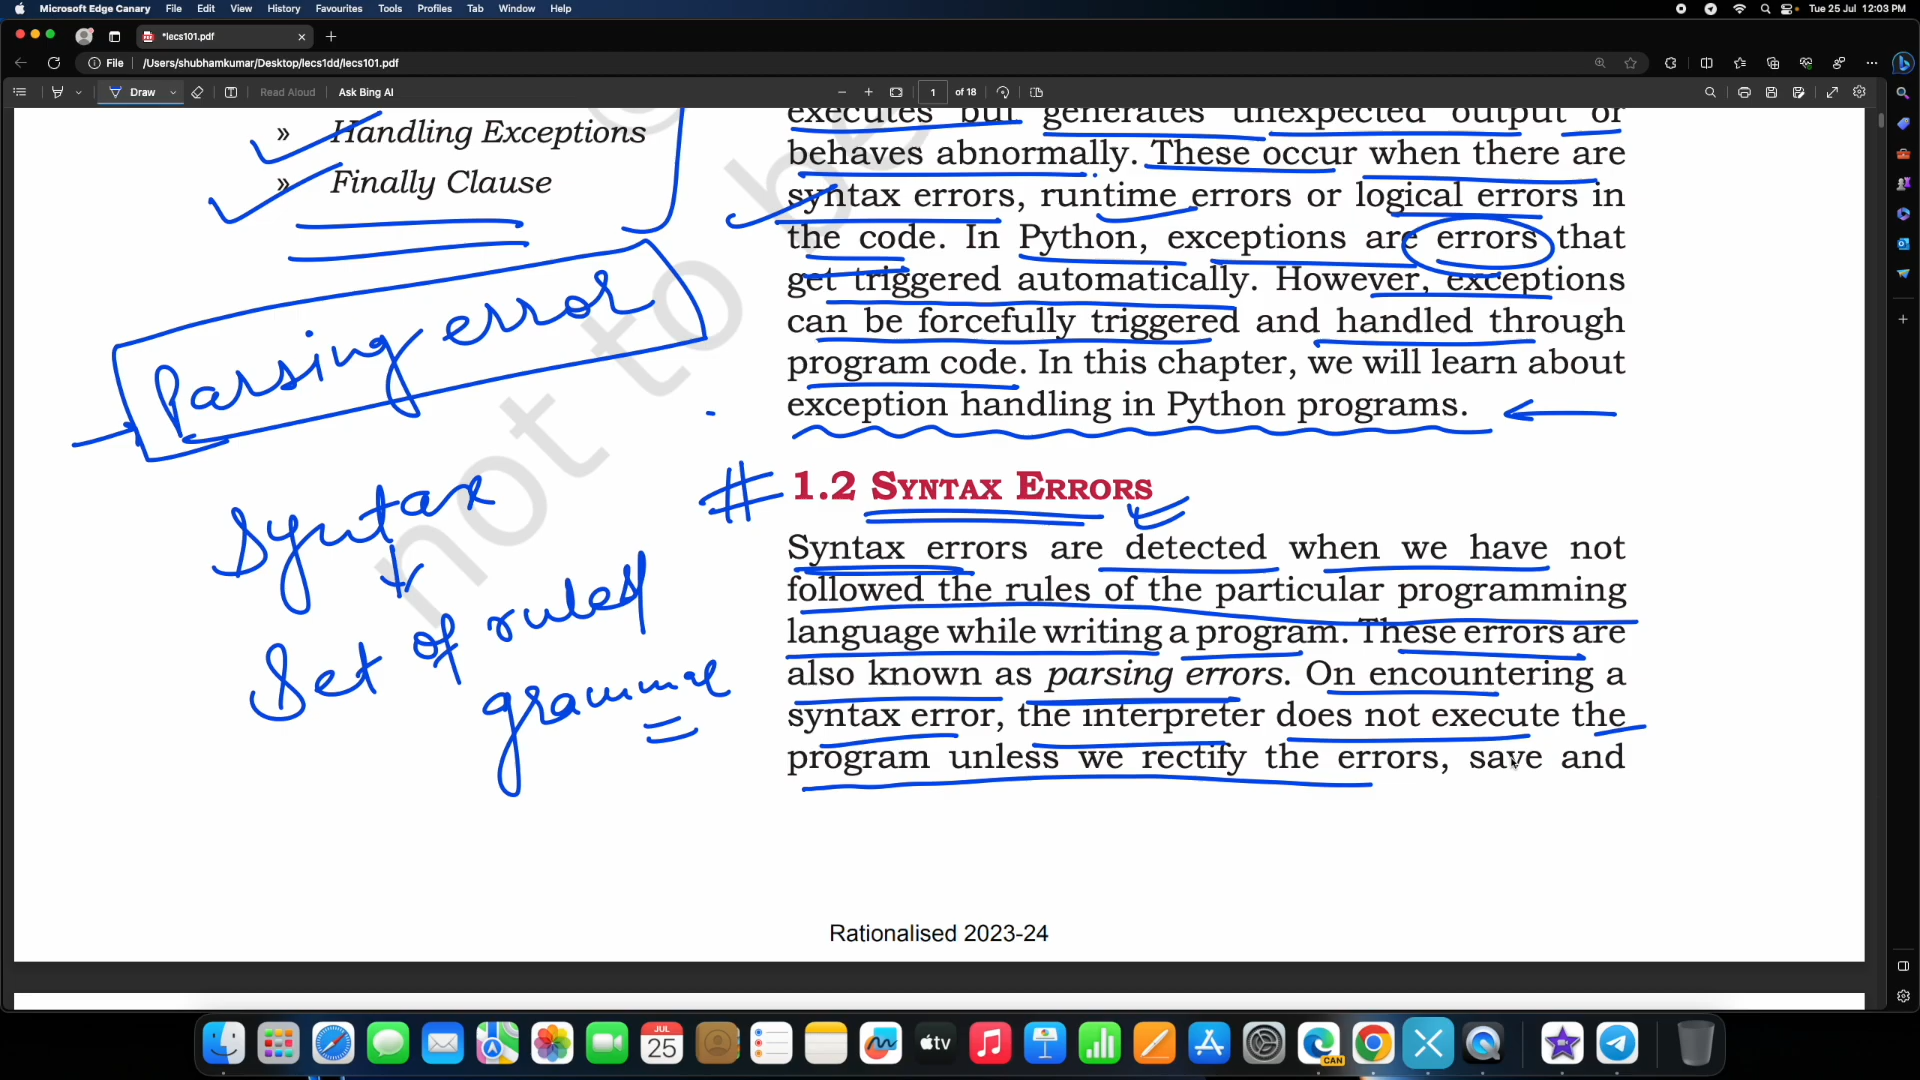 Microsoft Edge Canary File Edit View History Favourites Tools Profiles Tab Window Help Tue 25 Jul 12:03 PM
*lecs101.pdf
File /Users/shubhamkumar/Desktop/lecs1dd/lecs101.pdf
Draw Read Aloud Ask Bing AI 1 of 18
» Handling Exceptions
» Finally Clause
Parsing error
Syntax
Set of rules
grammar
not to be
executes but generates unexpected output or
behaves abnormally. These occur when there are
syntax errors, runtime errors or logical errors in
the code. In Python, exceptions are errors that
get triggered automatically. However, exceptions
can be forcefully triggered and handled through
program code. In this chapter, we will learn about
exception handling in Python programs.
# 1.2 Syntax Errors
Syntax errors are detected when we have not
followed the rules of the particular programming
language while writing a program. These errors are
also known as parsing errors. On encountering a
syntax error, the interpreter does not execute the
program unless we rectify the errors, save and
Rationalised 2023-24
JUL
25
tv
CAN